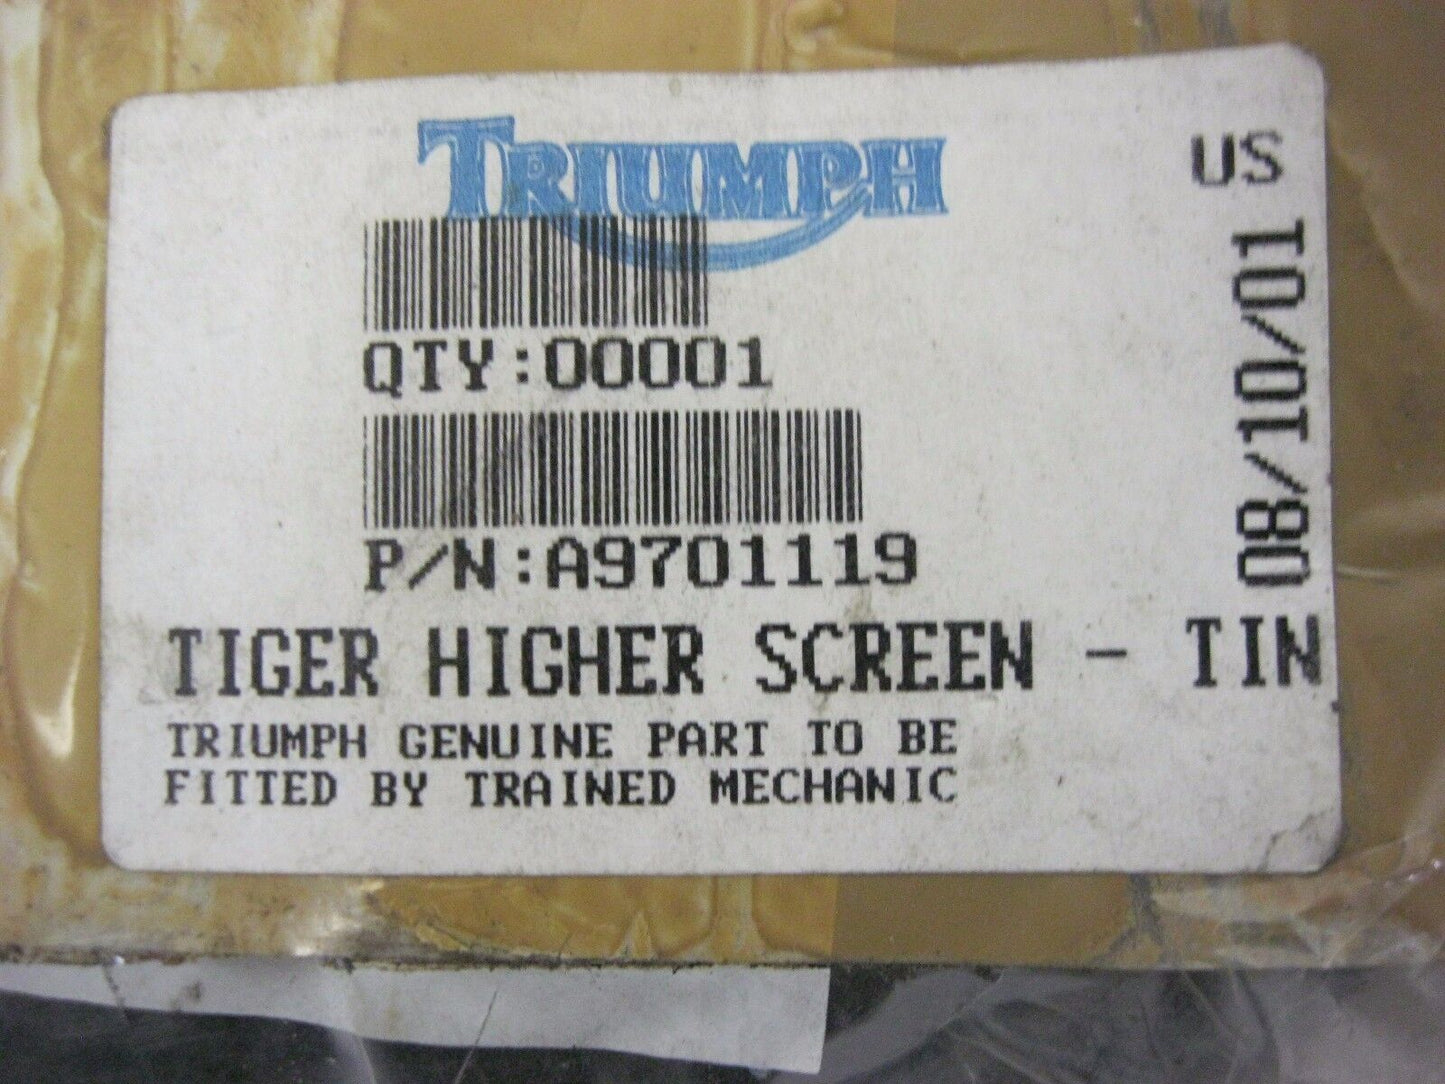 TRIUMPH
US
08/10/01
QTY:00001
P/N:A9701119
TIGER HIGHER SCREEN - TIN
TRIUMPH GENUINE PART TO BE
FITTED BY TRAINED MECHANIC